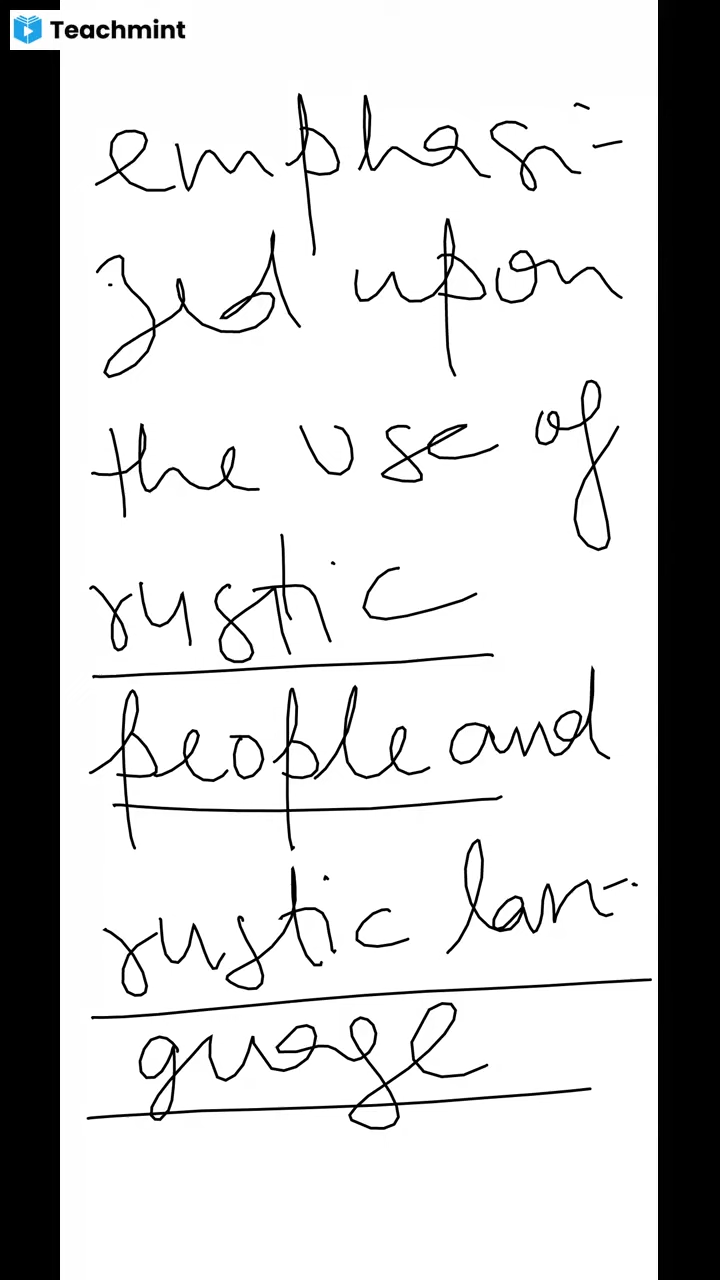 Teachmint
emphasi-
zed upon
the use of
rustic
people and
rustic lan-
guage